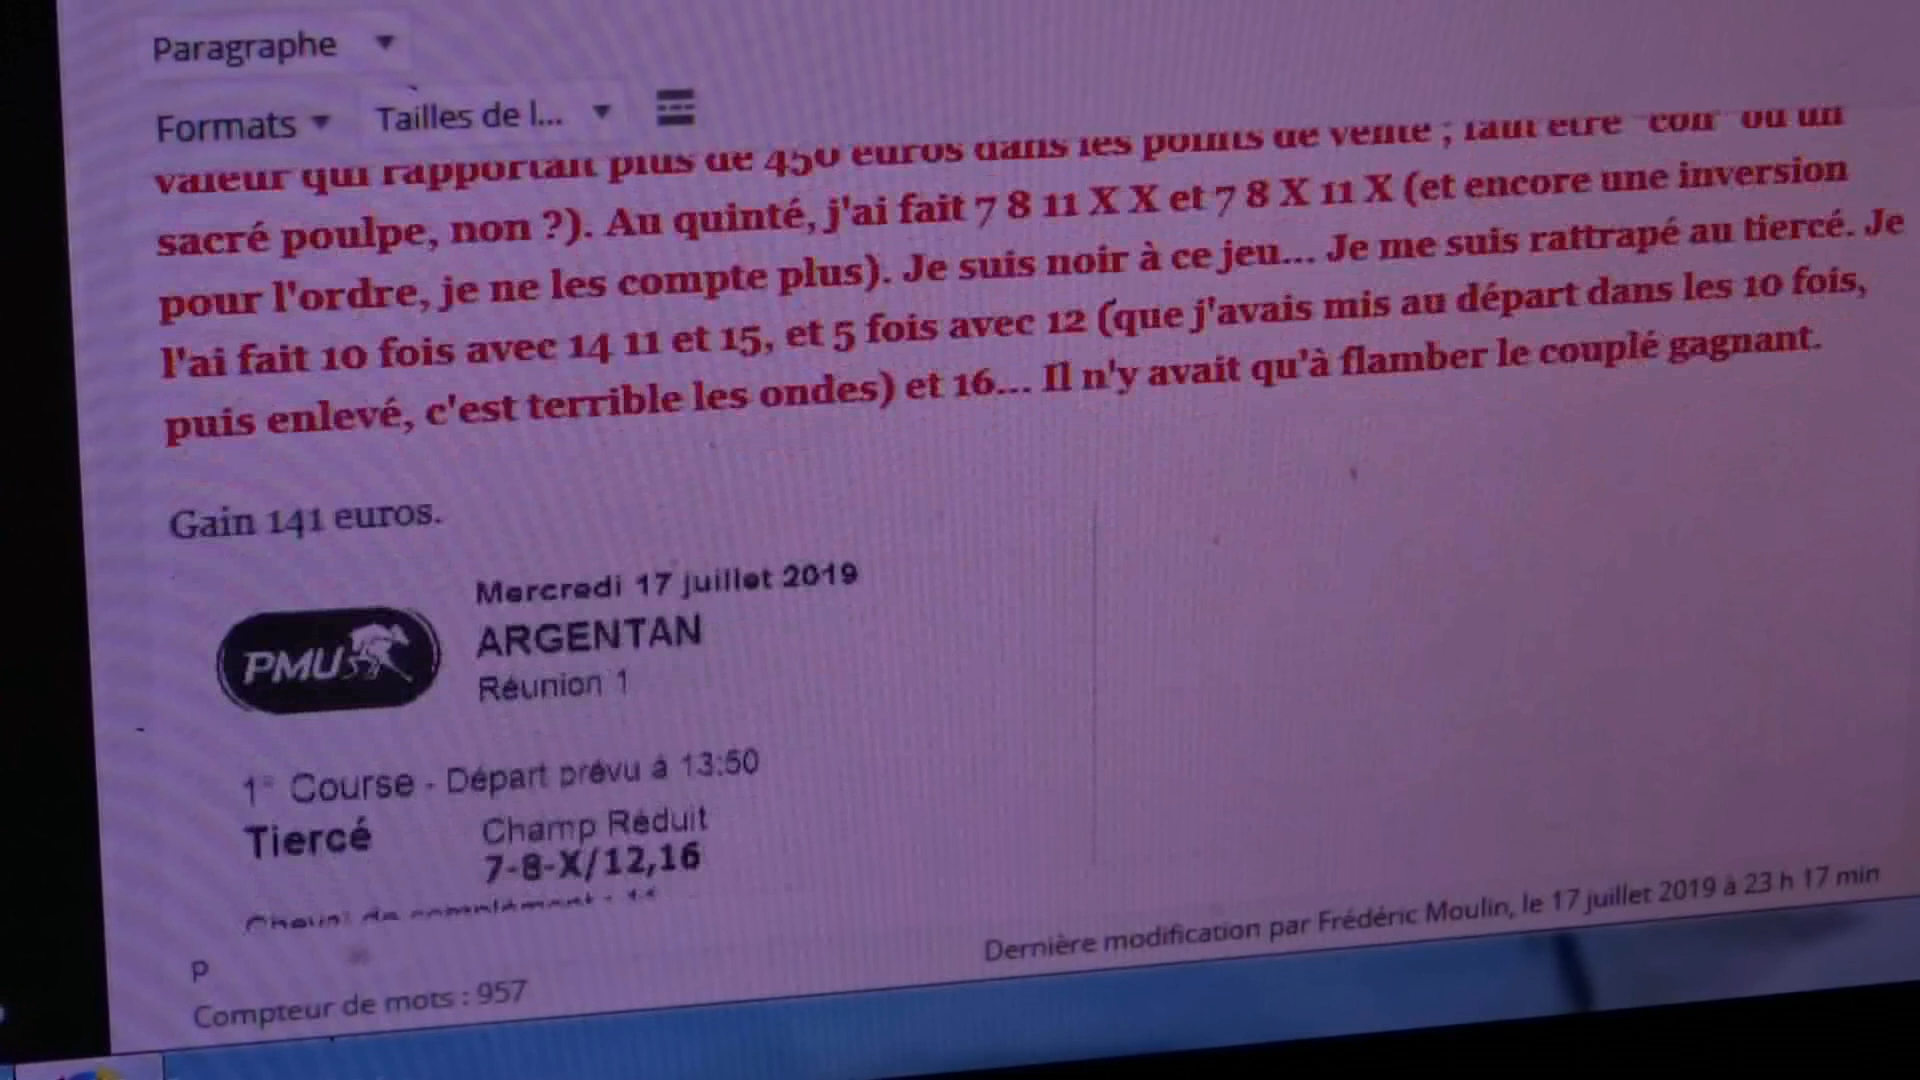 Paragraphe
Formats Tailles de l...
valeur qui rapportait plus de 450 euros dans les points de vente ; faut être "con" ou un
sacré poulpe, non ?). Au quinté, j'ai fait 7 8 11 X X et 7 8 X 11 X (et encore une inversion
pour l'ordre, je ne les compte plus). Je suis noir à ce jeu... Je me suis rattrapé au tiercé. Je
l'ai fait 10 fois avec 14 11 et 15, et 5 fois avec 12 (que j'avais mis au départ dans les 10 fois,
puis enlevé, c'est terrible les ondes) et 16... Il n'y avait qu'à flamber le couplé gagnant.
Gain 141 euros.
Mercredi 17 juillet 2019
PMU
ARGENTAN
Réunion 1
1e Course - Départ prévu à 13:50
Tiercé Champ Réduit
7-8-X/12,16
P
Compteur de mots : 957
Dernière modification par Frédéric Moulin, le 17 juillet 2019 à 23 h 17 min